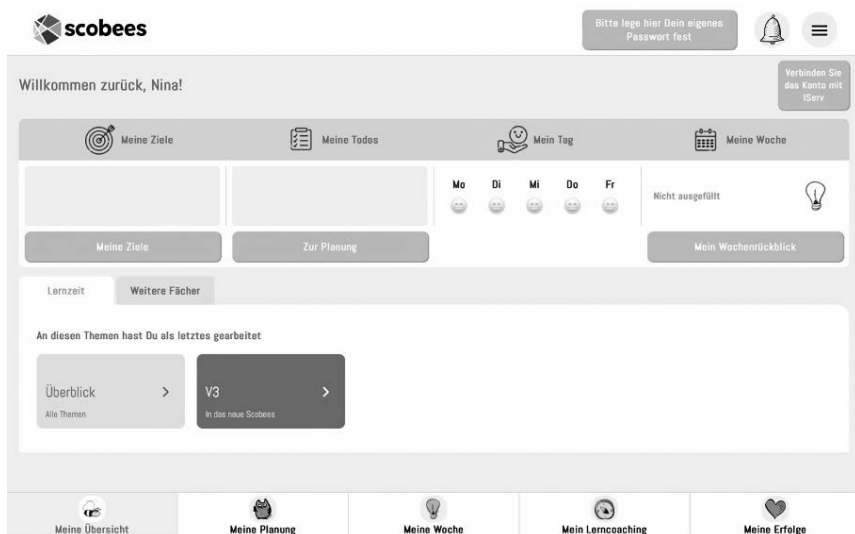 scobees
Bitte lege hier Dein eigenes
Passwort fest
Willkommen zurück, Nina!
Verbinden Sie
das Konto mit
IServ
Meine Ziele
Meine Todos
Mein Tag
Meine Woche
Mo Di Mi Do Fr
Nicht ausgefüllt
Meine Ziele
Zur Planung
Mein Wochenrückblick
Lernzeit
Weitere Fächer
An diesen Themen hast Du als letztes gearbeitet
Überblick
Alle Themen
V3
In das neue Scobees
Meine Übersicht
Meine Planung
Meine Woche
Mein Lerncoaching
Meine Erfolge